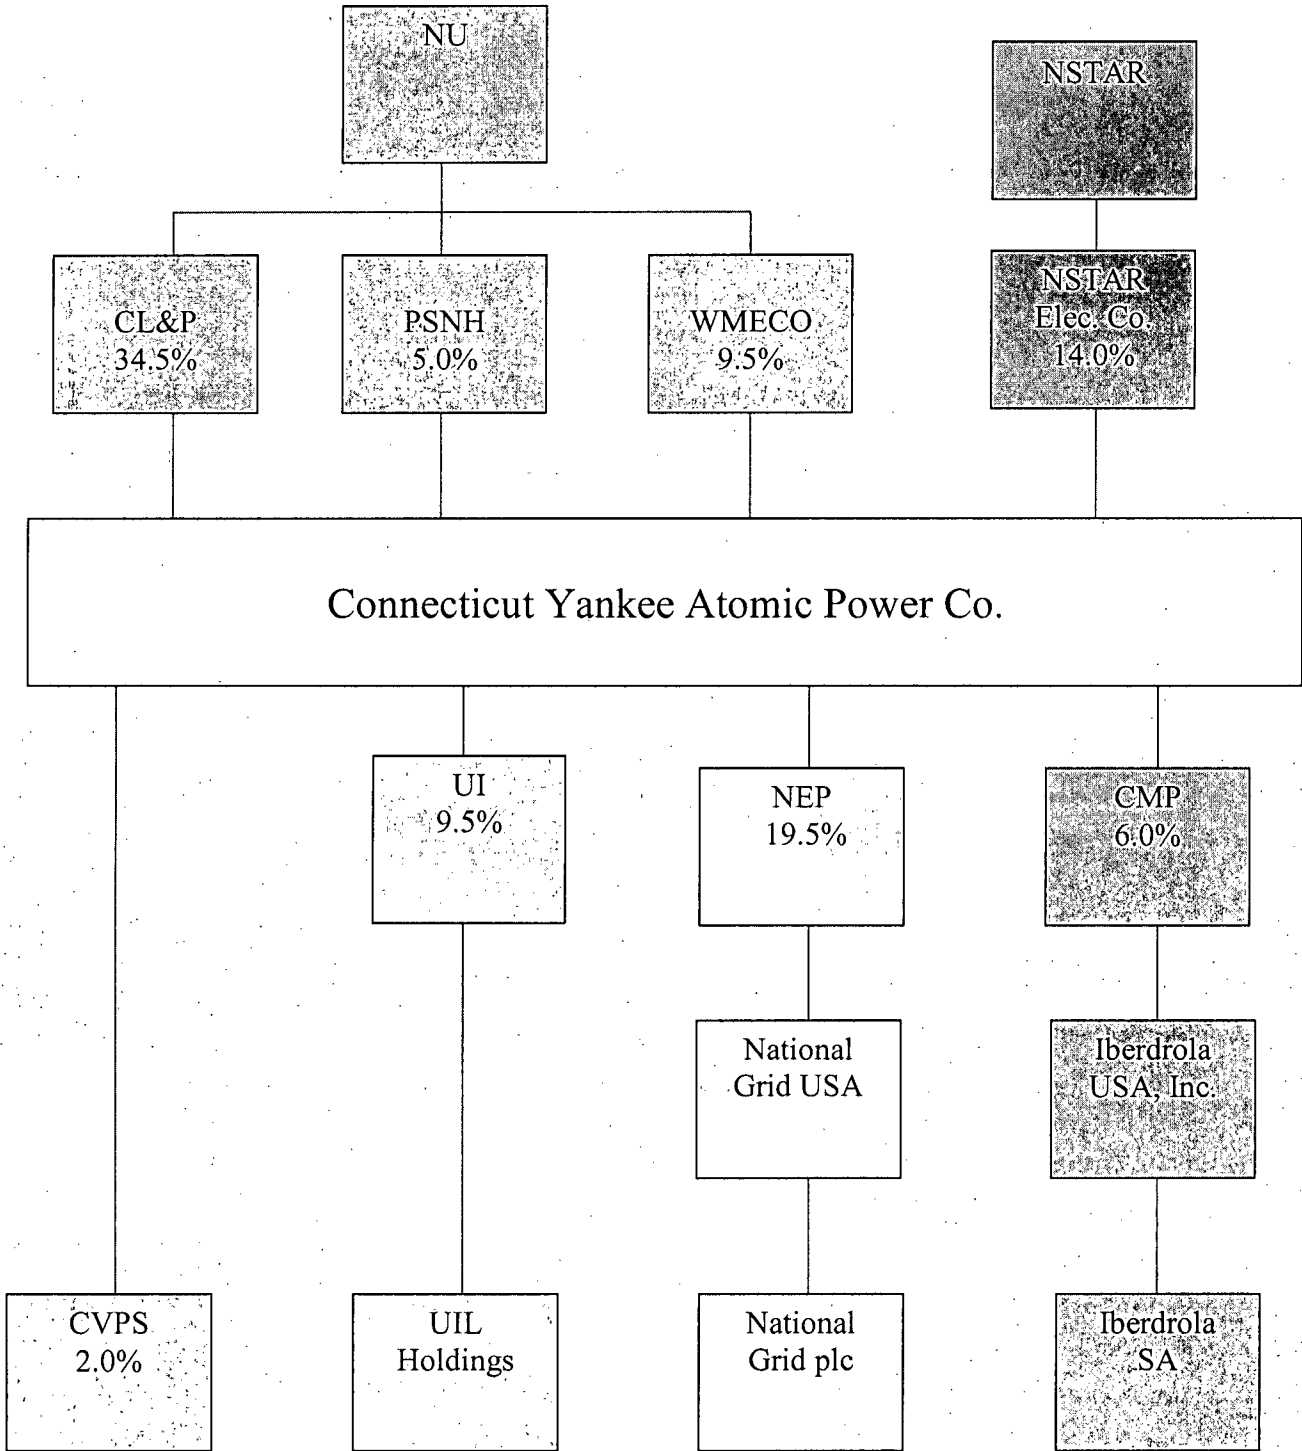 NU
NSTAR
CL&P
34.5%
PSNH
5.0%
WMECO
9.5%
NSTAR
Elec. Co.
14.0%
Connecticut Yankee Atomic Power Co.
UI
9.5%
NEP
19.5%
CMP
6.0%
National
Grid USA
Iberdrola
USA, Inc.
CVPS
2.0%
UIL
Holdings
National
Grid plc
Iberdrola
SA